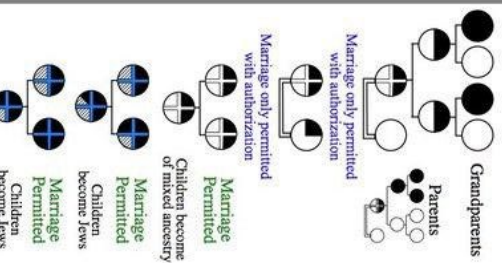 Grandparents
Parents
Marriage only permitted
with authorization
Marriage only permitted
with authorization
Marriage
Permitted
Children become
of mixed ancestry
Marriage
Permitted
Children
become Jews
Marriage
Permitted
Children
become Jews